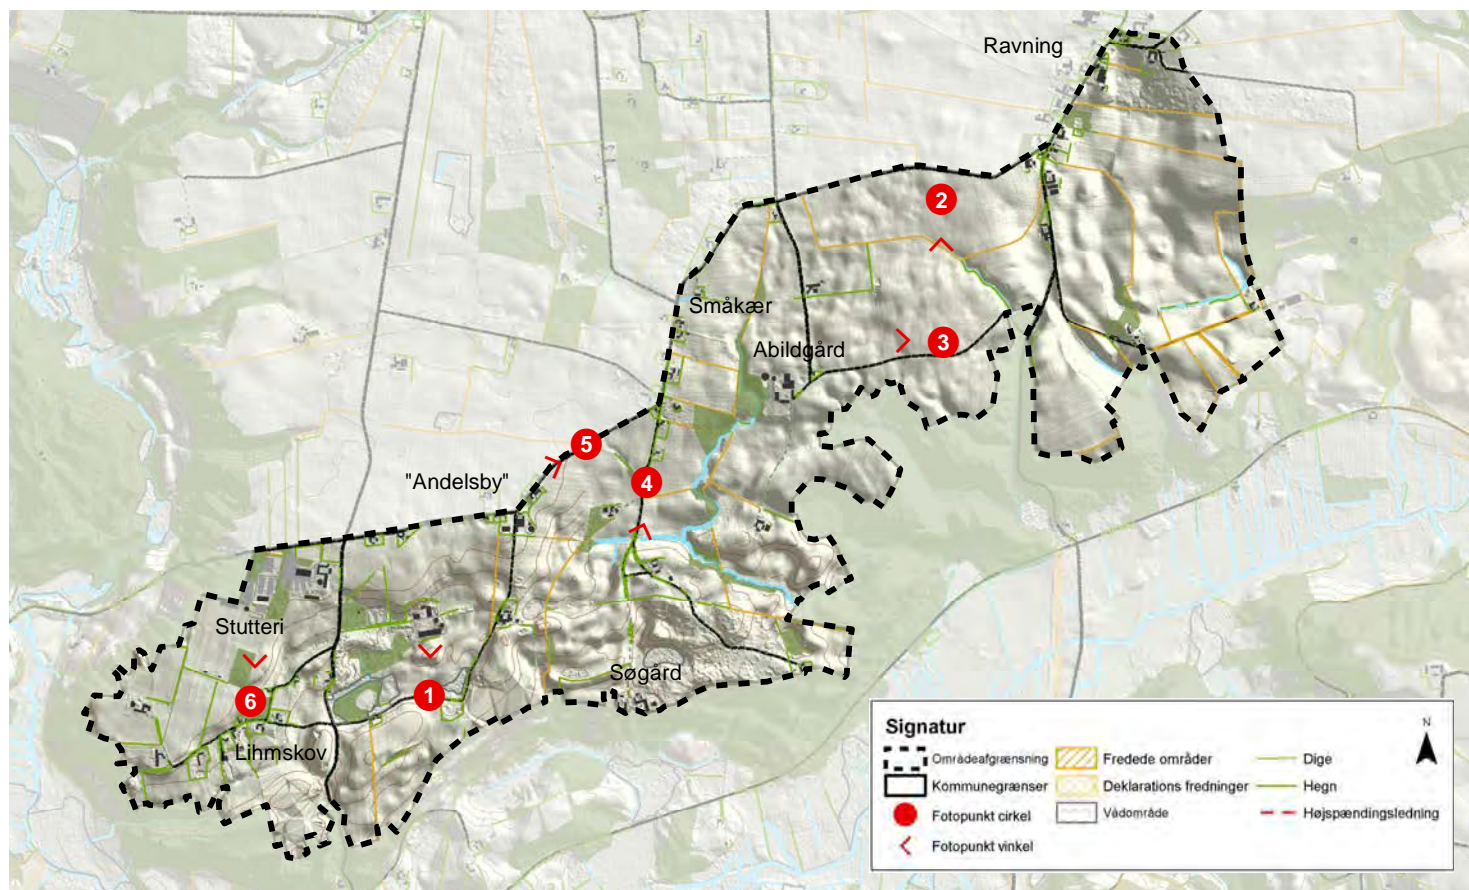 Ravning
2
Småkær
Abildgård
3
5
"Andelsby"
4
Stutteri
Søgård
1
6
Lihmskov
Signatur
N
Områdeafgrænsning
Fredede områder
Dige
Kommunegrænser
Deklarations fredninger
Hegn
Fotopunkt cirkel
Vådområde
Højspændingsledning
Fotopunkt vinkel